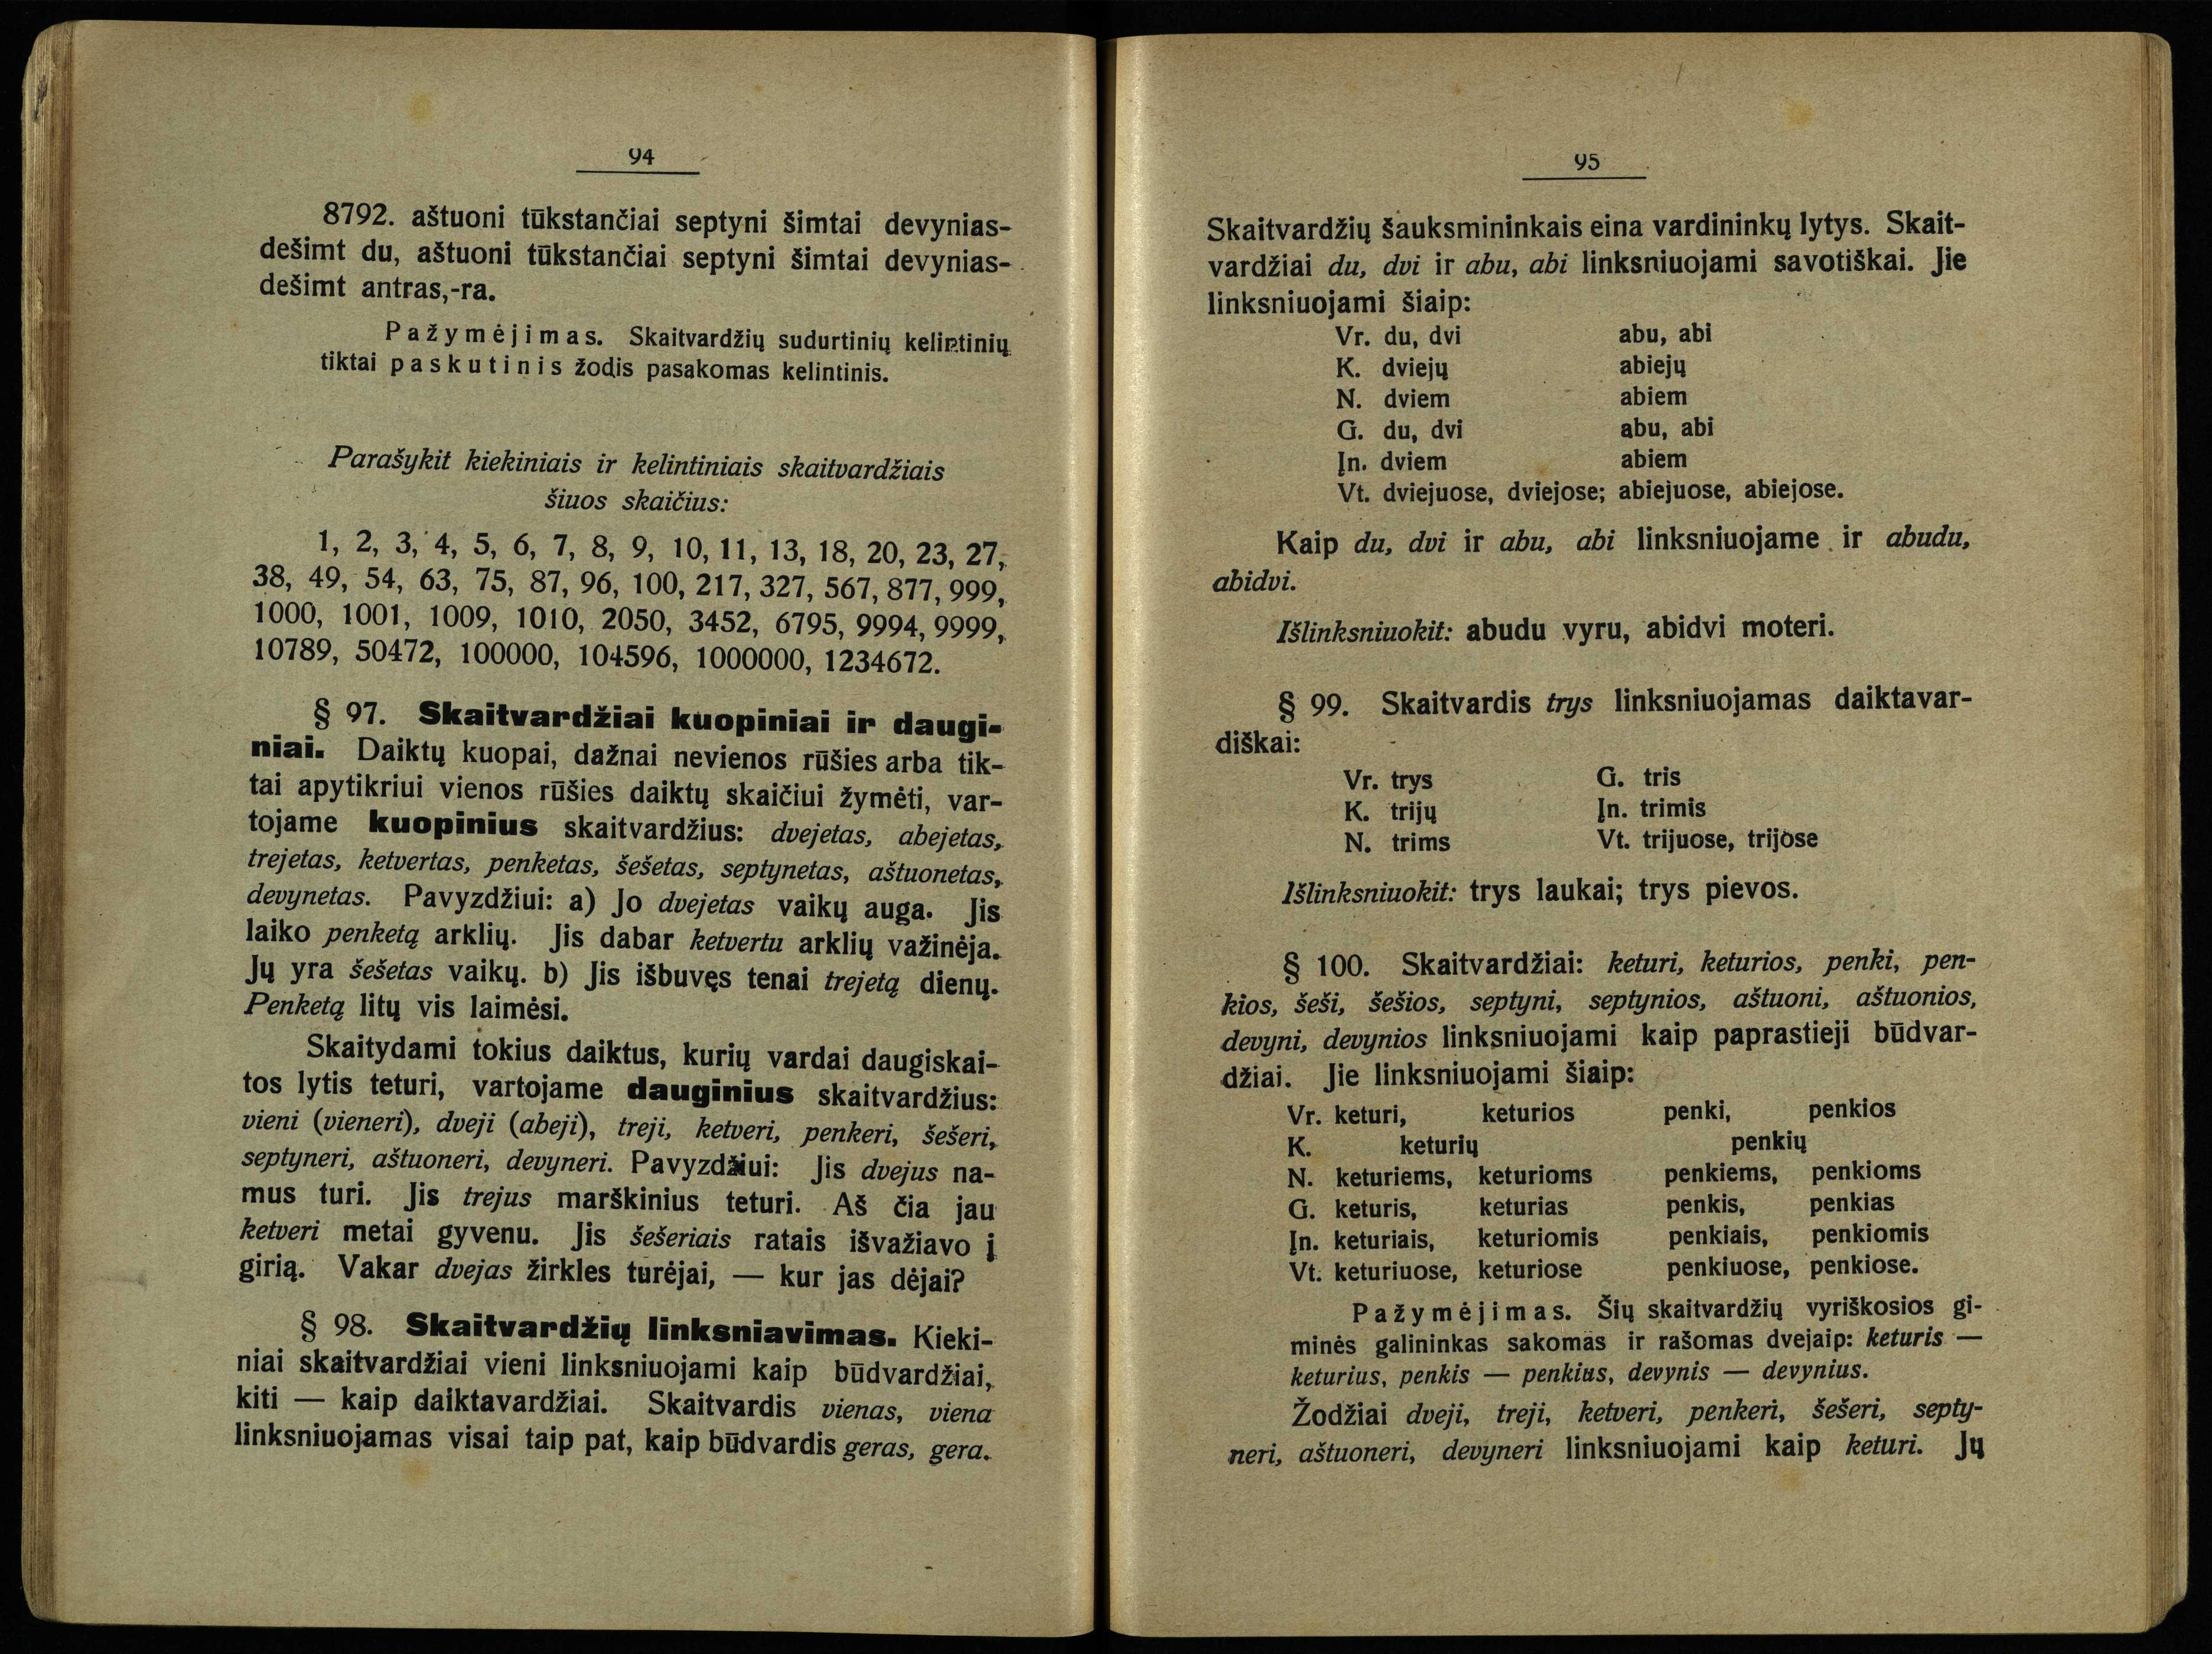 94
8792. aštuoni tūkstančiai septyni šimtai devynias-
dešimt du, aštuoni tūkstančiai septyni šimtai devynias-
dešimt antras,-ra.
Pažymėjimas. Skaitvardžių sudurtinių kelintinių
tiktai paskutinis žodis pasakomas kelintinis.
Parašykit kiekiniais ir kelintiniais skaitvardžiais
šiuos skaičius:
1, 2, 3, 4, 5, 6, 7, 8, 9, 10, 11, 13, 18, 20, 23, 27,
38, 49, 54, 63, 75, 87, 96, 100, 217, 327, 567, 877, 999,
1000, 1001, 1009, 1010, 2050, 3452, 6795, 9994, 9999,
10789, 50472, 100000, 104596, 1000000, 1234672.
§ 97. Skaitvardžiai kuopiniai ir daugi-
niai. Daiktų kuopai, dažnai nevienos rūšies arba tik-
tai apytikriui vienos rūšies daiktų skaičiui žymėti, var-
tojame kuopinius skaitvardžius: dvejetas, abejetas,
trejetas, ketvertas, penketas, šešetas, septynetas, aštuonetas,
devynetas. Pavyzdžiui: a) Jo dvejetas vaikų auga. Jis
laiko penketą arklių. Jis dabar ketvertu arklių važinėja.
Jų yra šešetas vaikų. b) Jis išbuvęs tenai trejetą dienų.
Penketą litų vis laimėsi.
Skaitydami tokius daiktus, kurių vardai daugiskai-
tos lytis teturi, vartojame dauginius skaitvardžius:
vieni (vieneri), dveji (abeji), treji, ketveri, penkeri, šešeri,
septyneri, aštuoneri, devyneri. Pavyzdžiui: Jis dvejus na-
mus turi. Jis trejus marškinius teturi. Aš čia jau
ketveri metai gyvenu. Jis šešeriais ratais išvažiavo į
girią. Vakar dvejas žirkles turėjai, — kur jas dėjai?
§ 98. Skaitvardžių linksniavimas. Kieki-
niai skaitvardžiai vieni linksniuojami kaip būdvardžiai,
kiti — kaip daiktavardžiai. Skaitvardis vienas, viena
linksniuojamas visai taip pat, kaip būdvardis geras, gera.
95
Skaitvardžių šauksmininkais eina vardininkų lytys. Skait-
vardžiai du, dvi ir abu, abi linksniuojami savotiškai. Jie
linksniuojami šiaip:
Vr. du, dvi abu, abi
K. dviejų abiejų
N. dviem abiem
G. du, dvi abu, abi
Įn. dviem abiem
Vt. dviejuose, dviejose; abiejuose, abiejose.
Kaip du, dvi ir abu, abi linksniuojame ir abudu,
abidvi.
Išlinksniuokit: abudu vyru, abidvi moteri.
§ 99. Skaitvardis trys linksniuojamas daiktavar-
diškai:
Vr. trys G. tris
K. trijų Įn. trimis
N. trims Vt. trijuose, trijose
Išlinksniuokit: trys laukai; trys pievos.
§ 100. Skaitvardžiai: keturi, keturios, penki, pen-
kios, šeši, šešios, septyni, septynios, aštuoni, aštuonios,
devyni, devynios linksniuojami kaip paprastieji būdvar-
džiai. Jie linksniuojami šiaip:
Vr. keturi, keturios penki, penkios
K. keturių penkių
N. keturiems, keturioms penkiems, penkioms
G. keturis, keturias penkis, penkias
Įn. keturiais, keturiomis penkiais, penkiomis
Vt. keturiuose, keturiose penkiuose, penkiose.
Pažymėjimas. Šių skaitvardžių vyriškosios gi-
minės galininkas sakomas ir rašomas dvejaip: keturis —
keturius, penkis — penkius, devynis — devynius.
Žodžiai dveji, treji, ketveri, penkeri, šešeri, septy-
neri, aštuoneri, devyneri linksniuojami kaip keturi. Jų